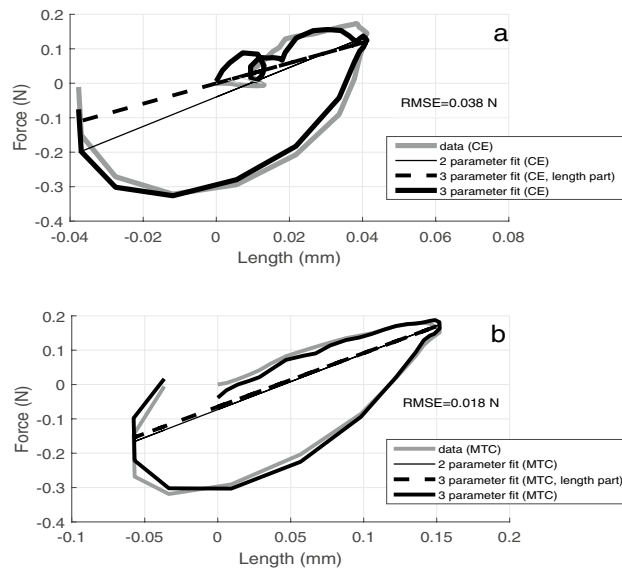 0.2
a
0.1
0
Force (N)
-0.1
RMSE=0.038 N
-0.2
data (CE)
2 parameter fit (CE)
3 parameter fit (CE, length part)
3 parameter fit (CE)
-0.3
-0.4
-0.04 -0.02 0 0.02 0.04 0.06 0.08
Length (mm)
0.2
b
0.1
0
Force (N)
RMSE=0.018 N
-0.1
-0.2
data (MTC)
2 parameter fit (MTC)
3 parameter fit (MTC, length part)
3 parameter fit (MTC)
-0.3
-0.4
-0.1 -0.05 0 0.05 0.1 0.15 0.2
Length (mm)